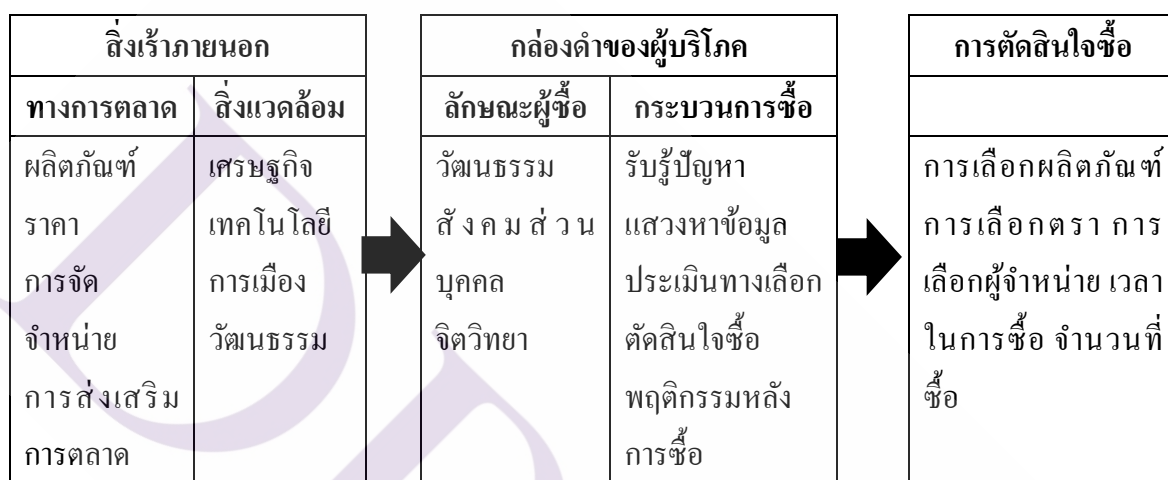 สิ่งเร้าภายนอก
ทางการตลาด
ผลิตภัณฑ์
ราคา
การจัด
จำหน่าย
การส่งเสริม
การตลาด
สิ่งแวดล้อม
เศรษฐกิจ
เทคโนโลยี
การเมือง
วัฒนธรรม
กล่องดำของผู้บริโภค
ลักษณะผู้ซื้อ
วัฒนธรรม
สังคมส่วน
บุคคล
จิตวิทยา
กระบวนการซื้อ
รับรู้ปัญหา
แสวงหาข้อมูล
ประเมินทางเลือก
ตัดสินใจซื้อ
พฤติกรรมหลัง
การซื้อ
การตัดสินใจซื้อ
การเลือกผลิตภัณฑ์
การเลือกตรา การ
เลือกผู้จำหน่าย เวลา
ในการซื้อ จำนวนที่
ซื้อ